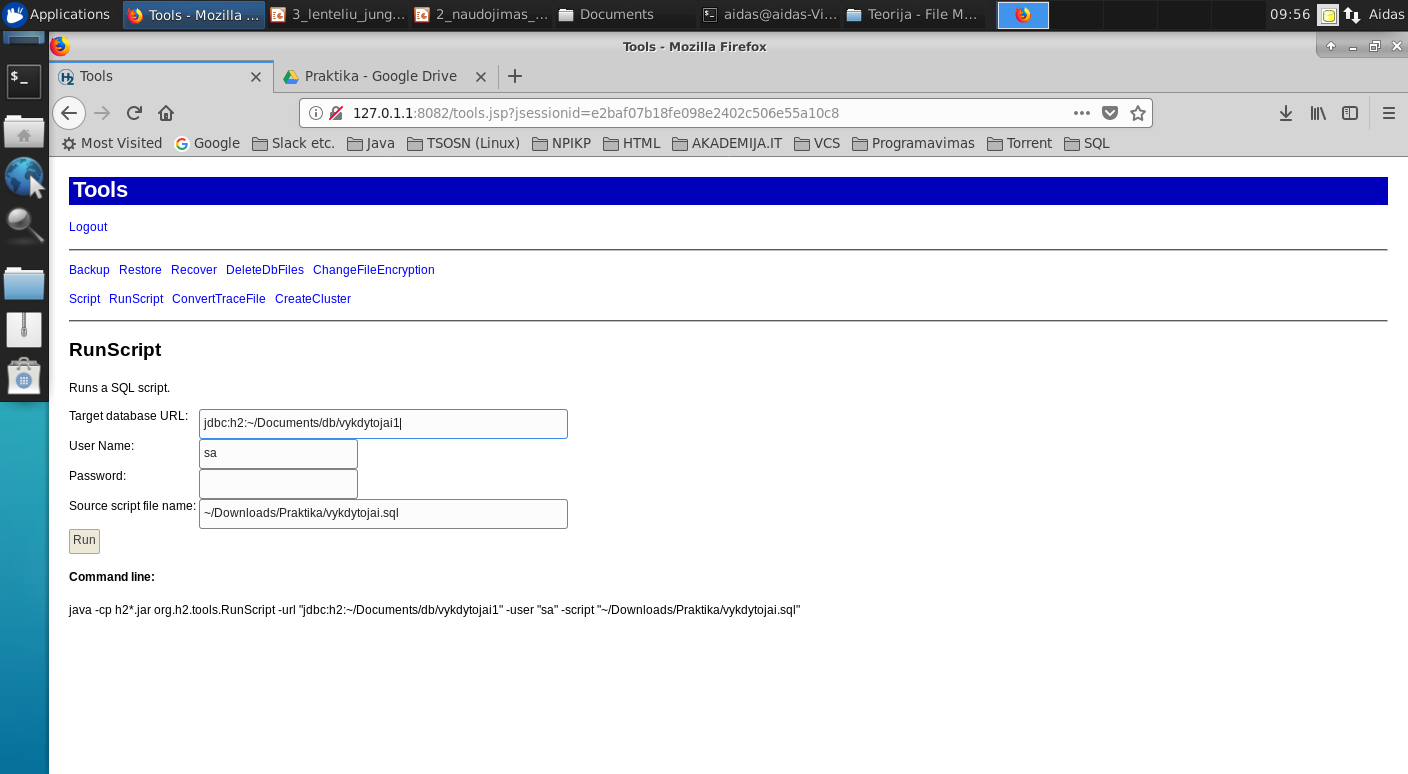 Applications Tools - Mozilla ... 3_lenteliu_jung... 2_naudojimas_... Documents aidas@aidas-Vi... Teorija - File M... 09:56 Aidas
Tools - Mozilla Firefox
Tools Praktika - Google Drive
127.0.1.1:8082/tools.jsp?jsessionid=e2baf07b18fe098e2402c506e55a10c8
Most Visited Google Slack etc. Java TSOSN (Linux) NPIKP HTML AKADEMIJA.IT VCS Programavimas Torrent SQL
Tools
Logout
Backup Restore Recover DeleteDbFiles ChangeFileEncryption
Script RunScript ConvertTraceFile CreateCluster
RunScript
Runs a SQL script.
Target database URL: jdbc:h2:~/Documents/db/vykdytojai1
User Name: sa
Password:
Source script file name: ~/Downloads/Praktika/vykdytojai.sql
Run
Command line:
java -cp h2*.jar org.h2.tools.RunScript -url "jdbc:h2:~/Documents/db/vykdytojai1" -user "sa" -script "~/Downloads/Praktika/vykdytojai.sql"